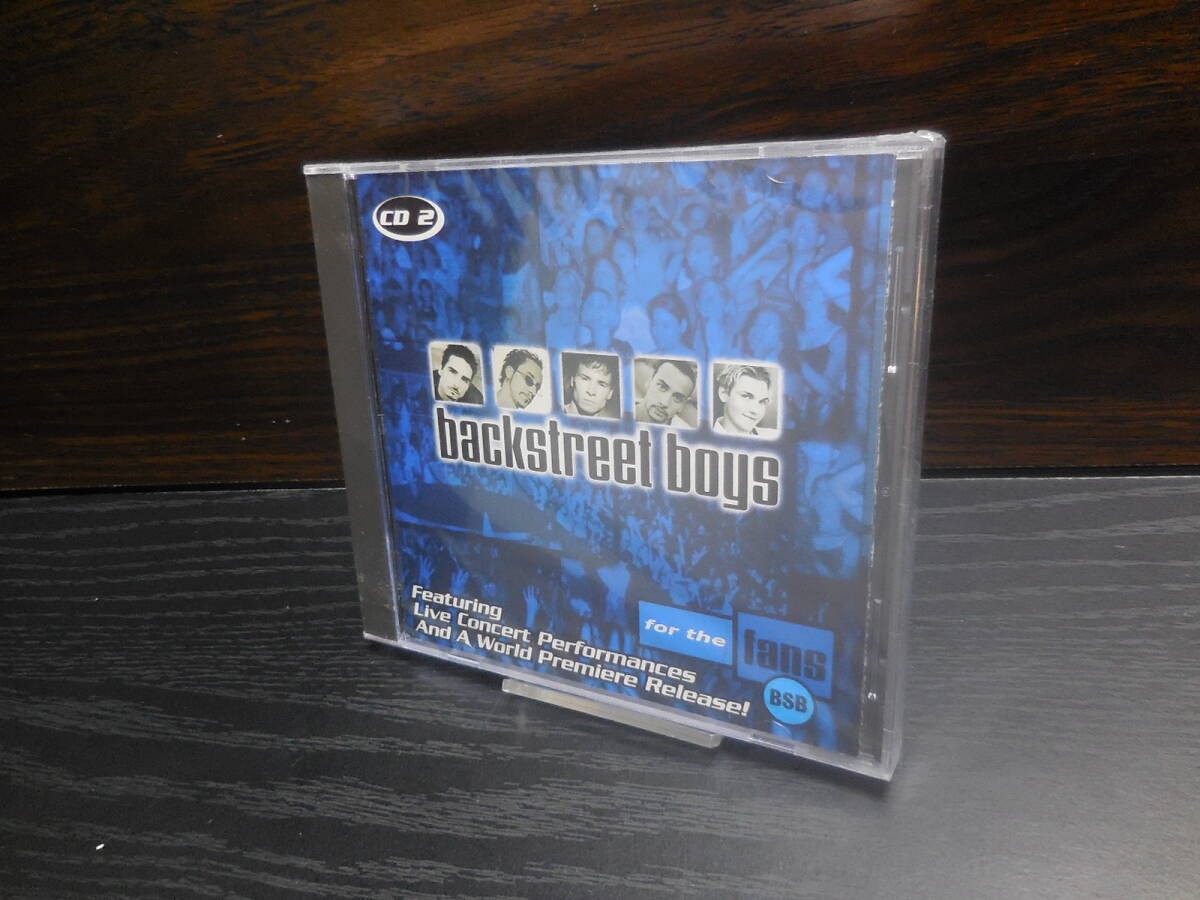 CD 2
backstreet boys
Featuring
Live Concert Performances
And A World Premiere Release!
for the
fans
BSB